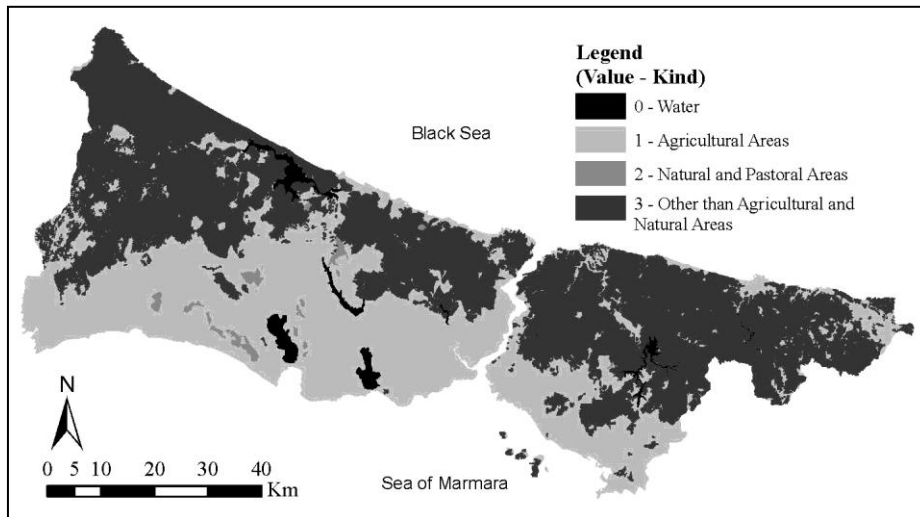 Legend
(Value - Kind)
0 - Water
Black Sea
1 - Agricultural Areas
2 - Natural and Pastoral Areas
3 - Other than Agricultural and
Natural Areas
N
0 5 10 20 30 40
Km
Sea of Marmara